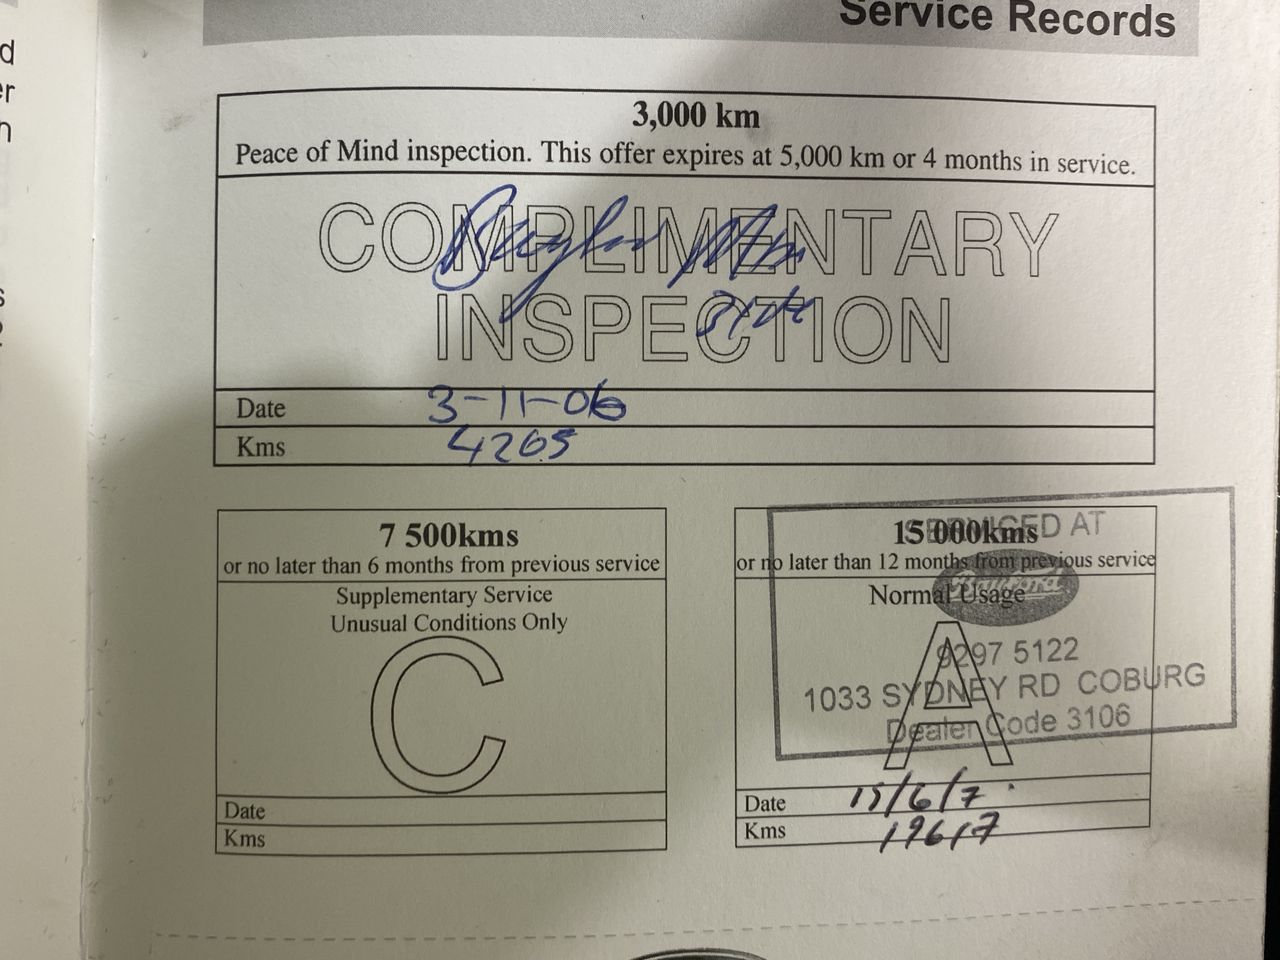 d
er
h
s
Service Records
3,000 km
Peace of Mind inspection. This offer expires at 5,000 km or 4 months in service.
COMPLIMENTARY
INSPECTION
Date 3-11-06
Kms 4265
7 500kms
or no later than 6 months from previous service
Supplementary Service
Unusual Conditions Only
C
Date
Kms
15 000kms
or no later than 12 months from previous service
Normal Usage
A
SERVICED AT
9297 5122
1033 SYDNEY RD COBURG
Dealer Code 3106
Date 15/6/7
Kms 19617